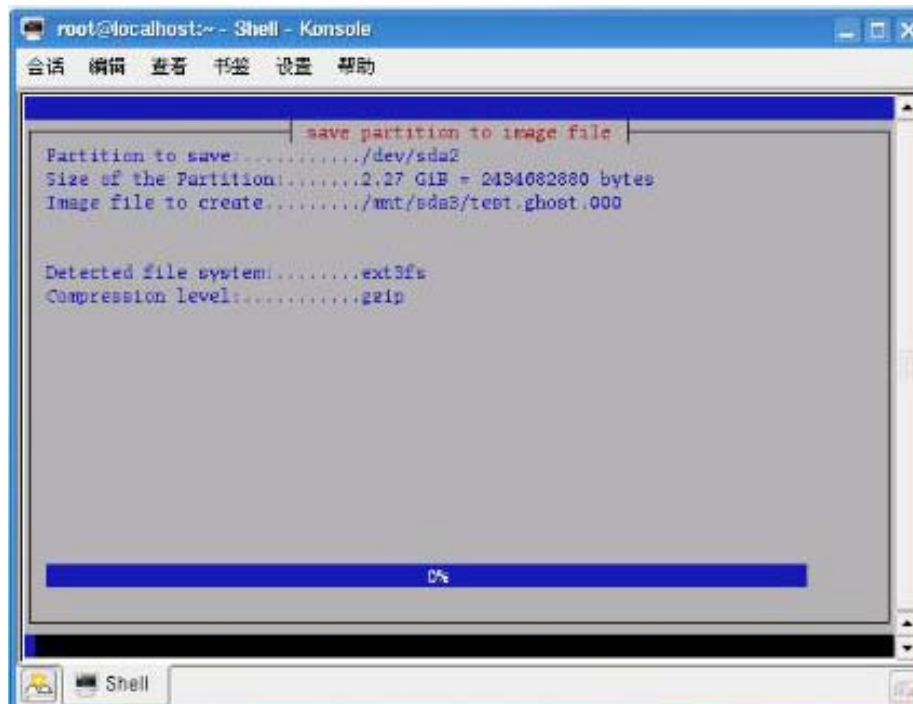 root@localhost:~ - Shell - Konsole
会话 编辑 查看 书签 设置 帮助
save partition to image file
Partition to save:.........../dev/sda2
Size of the Partition:.......2.27 GiB = 2434682880 bytes
Image file to create........./mnt/sda3/test.ghost.000
Detected file system:........ext3fs
Compression level:...........gzip
0%
Shell